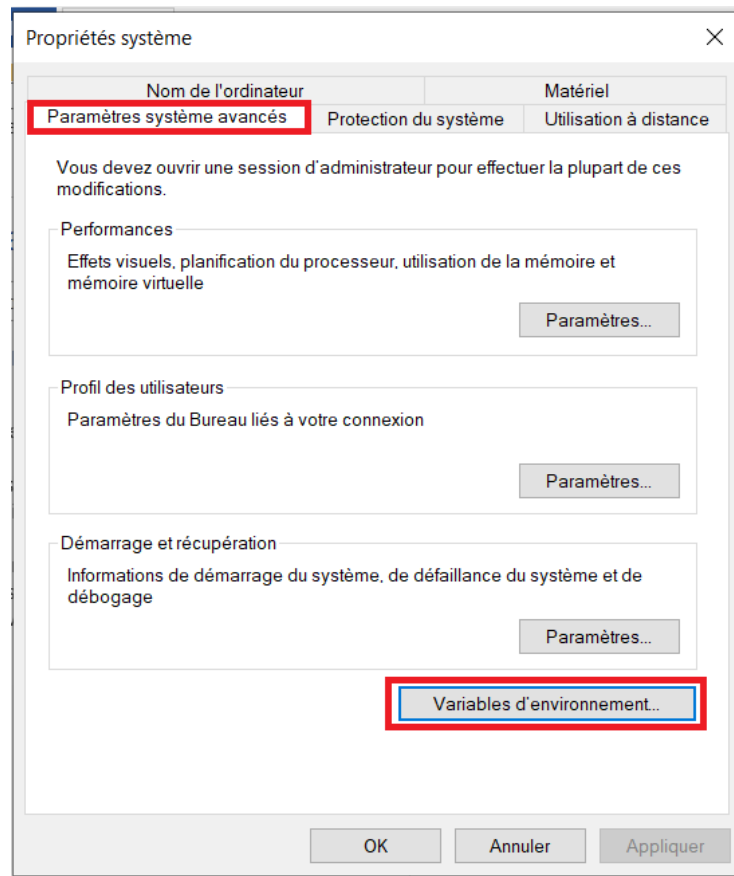 Propriétés système
Nom de l'ordinateur
Matériel
Paramètres système avancés
Protection du système
Utilisation à distance
Vous devez ouvrir une session d'administrateur pour effectuer la plupart de ces
modifications.
Performances
Effets visuels, planification du processeur, utilisation de la mémoire et
mémoire virtuelle
Paramètres...
Profil des utilisateurs
Paramètres du Bureau liés à votre connexion
Paramètres...
Démarrage et récupération
Informations de démarrage du système, de défaillance du système et de
débogage
Paramètres...
Variables d'environnement...
OK
Annuler
Appliquer